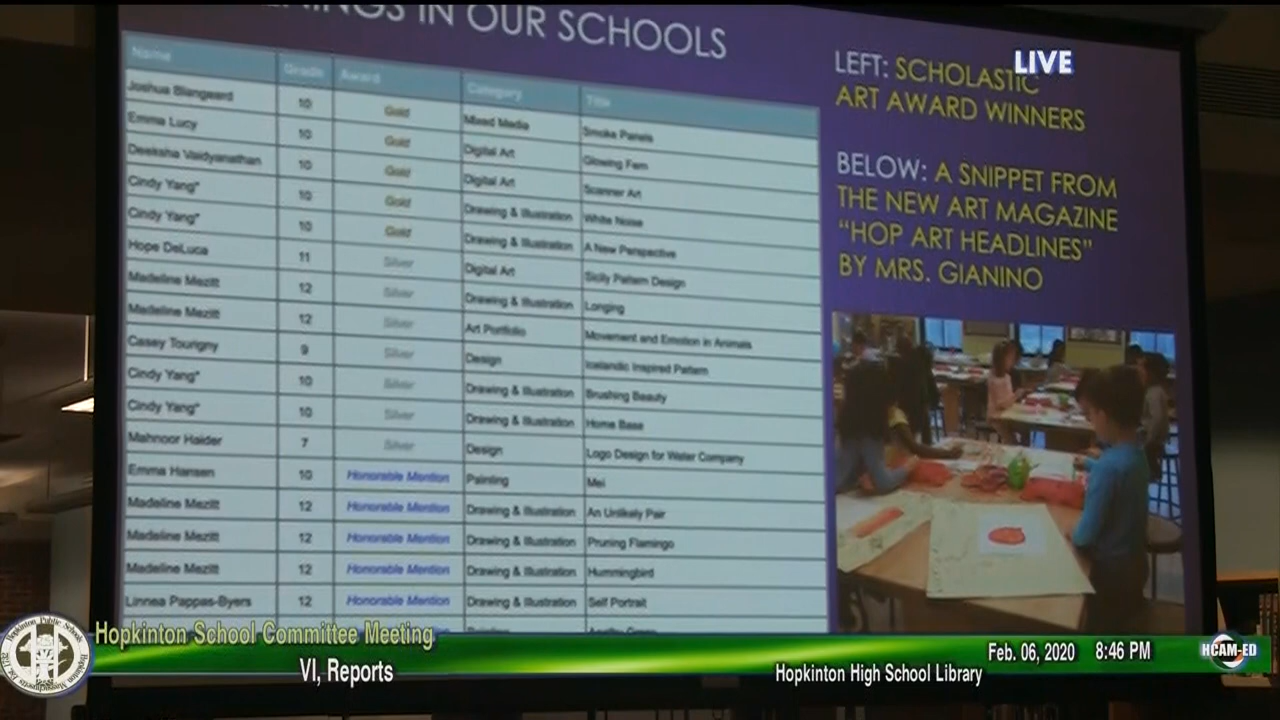 NINGS IN OUR SCHOOLS
LIVE
LEFT: SCHOLASTIC
ART AWARD WINNERS
BELOW: A SNIPPET FROM
THE NEW ART MAGAZINE
“HOP ART HEADLINES”
BY MRS. GIANINO
Name Grade Award Category Title
Joshua Blangaard 10 Gold Mixed Media Smoke Panels
Emma Lucy 10 Gold Digital Art Glowing Fern
Deeksha Vaidyanathan 10 Gold Digital Art Scanner Art
Cindy Yang* 10 Gold Drawing & Illustration White Noise
Cindy Yang* 10 Gold Drawing & Illustration A New Perspective
Hope DeLuca 11 Silver Digital Art Sicily Pattern Design
Madeline Mezitt 12 Silver Drawing & Illustration Longing
Madeline Mezitt 12 Silver Art Portfolio Movement and Emotion in Animals
Casey Tourigny 9 Silver Design Icelandic Inspired Pattern
Cindy Yang* 10 Silver Drawing & Illustration Brushing Beauty
Cindy Yang* 10 Silver Drawing & Illustration Home Base
Mahnoor Haider 7 Silver Design Logo Design for Water Company
Emma Hansen 10 Honorable Mention Painting Mei
Madeline Mezitt 12 Honorable Mention Drawing & Illustration An Unlikely Pair
Madeline Mezitt 12 Honorable Mention Drawing & Illustration Pruning Flamingo
Madeline Mezitt 12 Honorable Mention Drawing & Illustration Hummingbird
Linnea Pappas-Byers 12 Honorable Mention Drawing & Illustration Self Portrait
Hopkinton School Committee Meeting
VI, Reports
Hopkinton High School Library
Feb. 06, 2020 8:46 PM
HCAM-ED